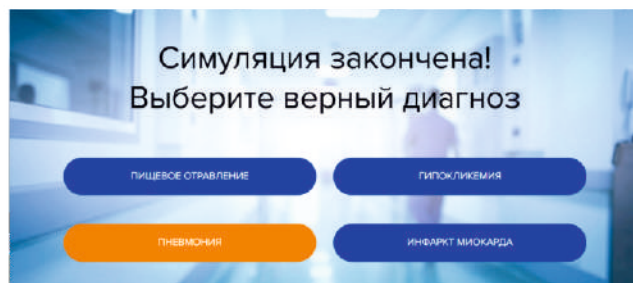 Симуляция закончена!
Выберите верный диагноз
ПИЩЕВОЕ ОТРАВЛЕНИЕ
ГИПОКЛИКЕМИЯ
ПНЕВМОНИЯ
ИНФАРКТ МИОКАРДА